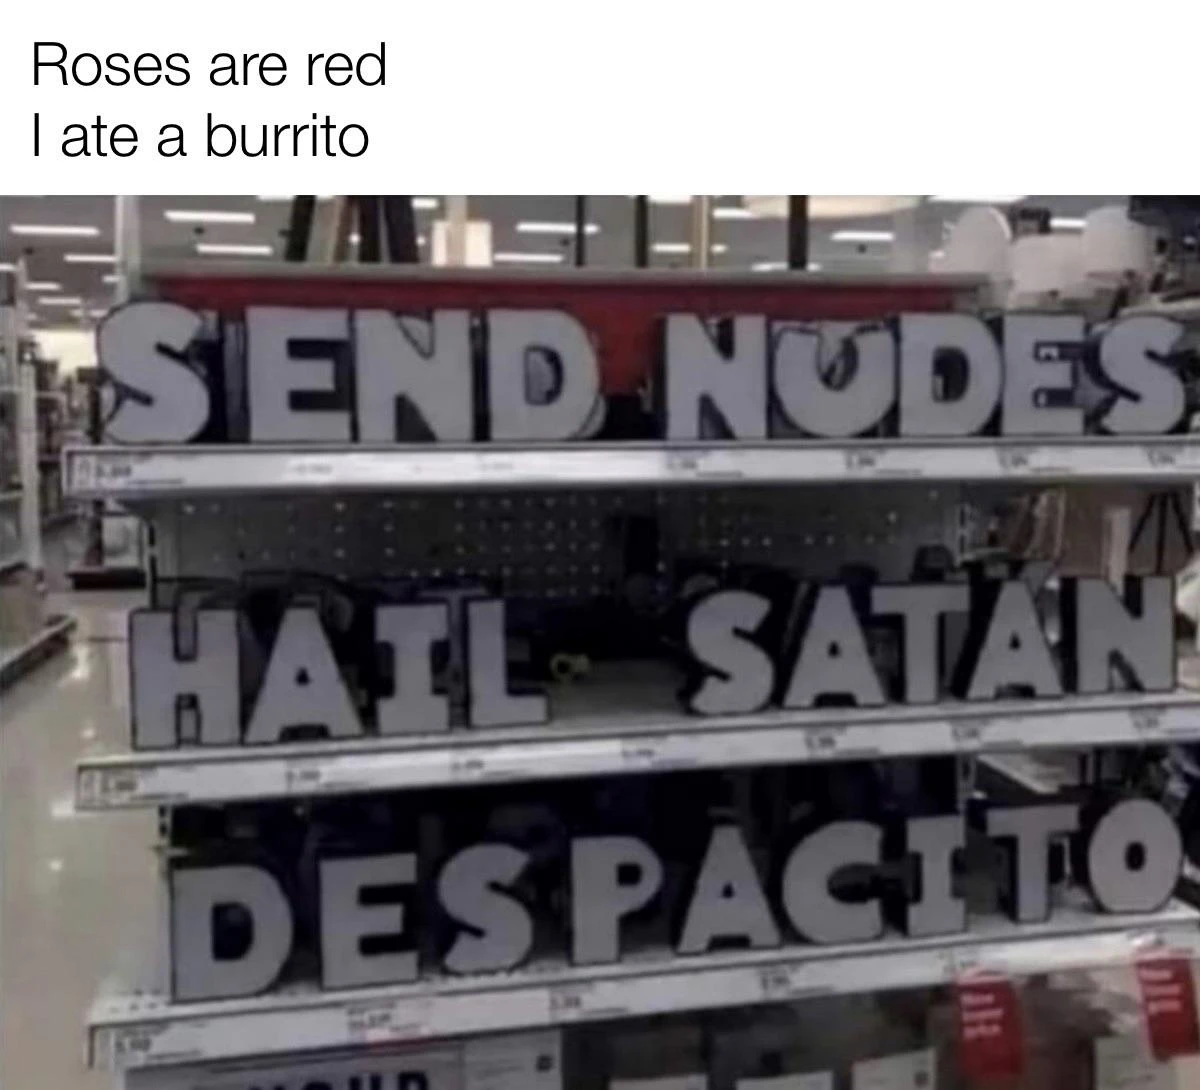 Roses are red
I ate a burrito
SEND NUDES
HAIL SATAN
DESPACITO